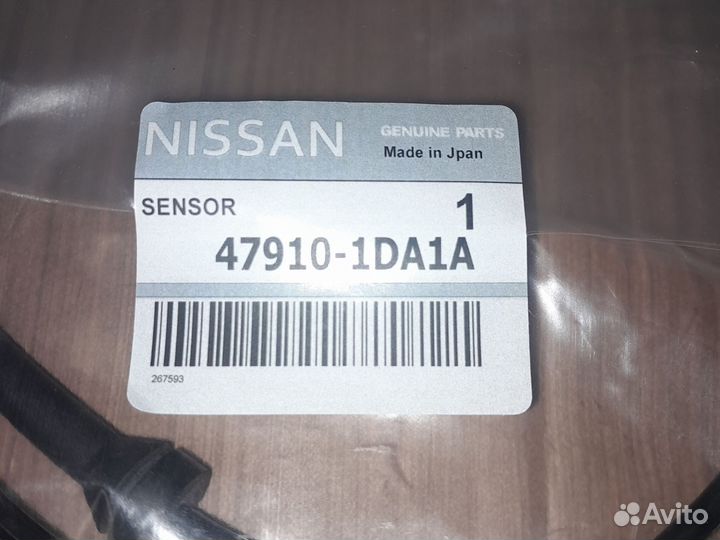 NISSAN
GENUINE PARTS
Made in Jpan
SENSOR
1
47910-1DA1A
267593
Avito